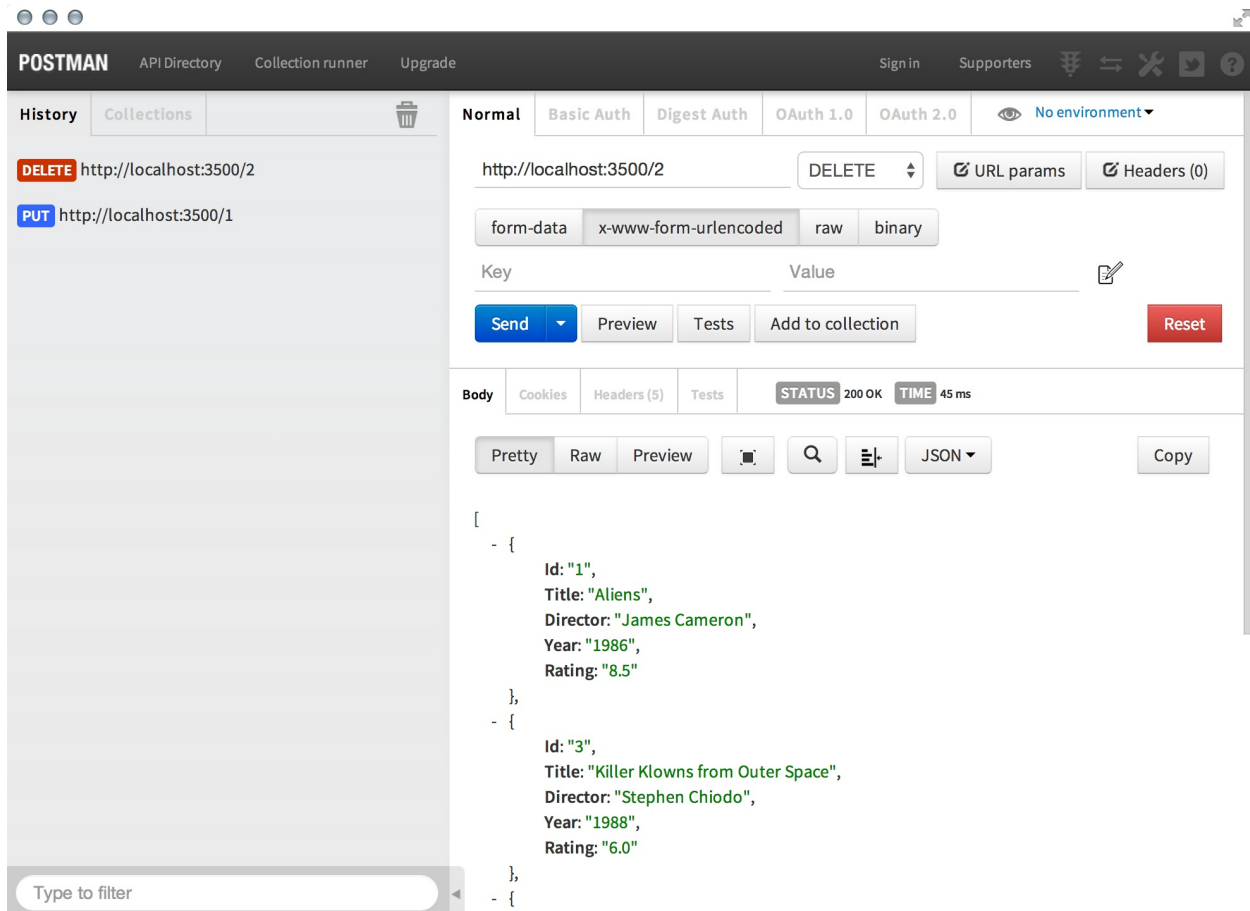 POSTMAN API Directory Collection runner Upgrade Sign in Supporters
History Collections
DELETE http://localhost:3500/2
PUT http://localhost:3500/1
Type to filter
Normal Basic Auth Digest Auth OAuth 1.0 OAuth 2.0 No environment
http://localhost:3500/2 DELETE URL params Headers (0)
form-data x-www-form-urlencoded raw binary
Key Value
Send Preview Tests Add to collection Reset
Body Cookies Headers (5) Tests STATUS 200 OK TIME 45 ms
Pretty Raw Preview JSON Copy
[
- {
Id: "1",
Title: "Aliens",
Director: "James Cameron",
Year: "1986",
Rating: "8.5"
},
- {
Id: "3",
Title: "Killer Klowns from Outer Space",
Director: "Stephen Chiodo",
Year: "1988",
Rating: "6.0"
},
- {